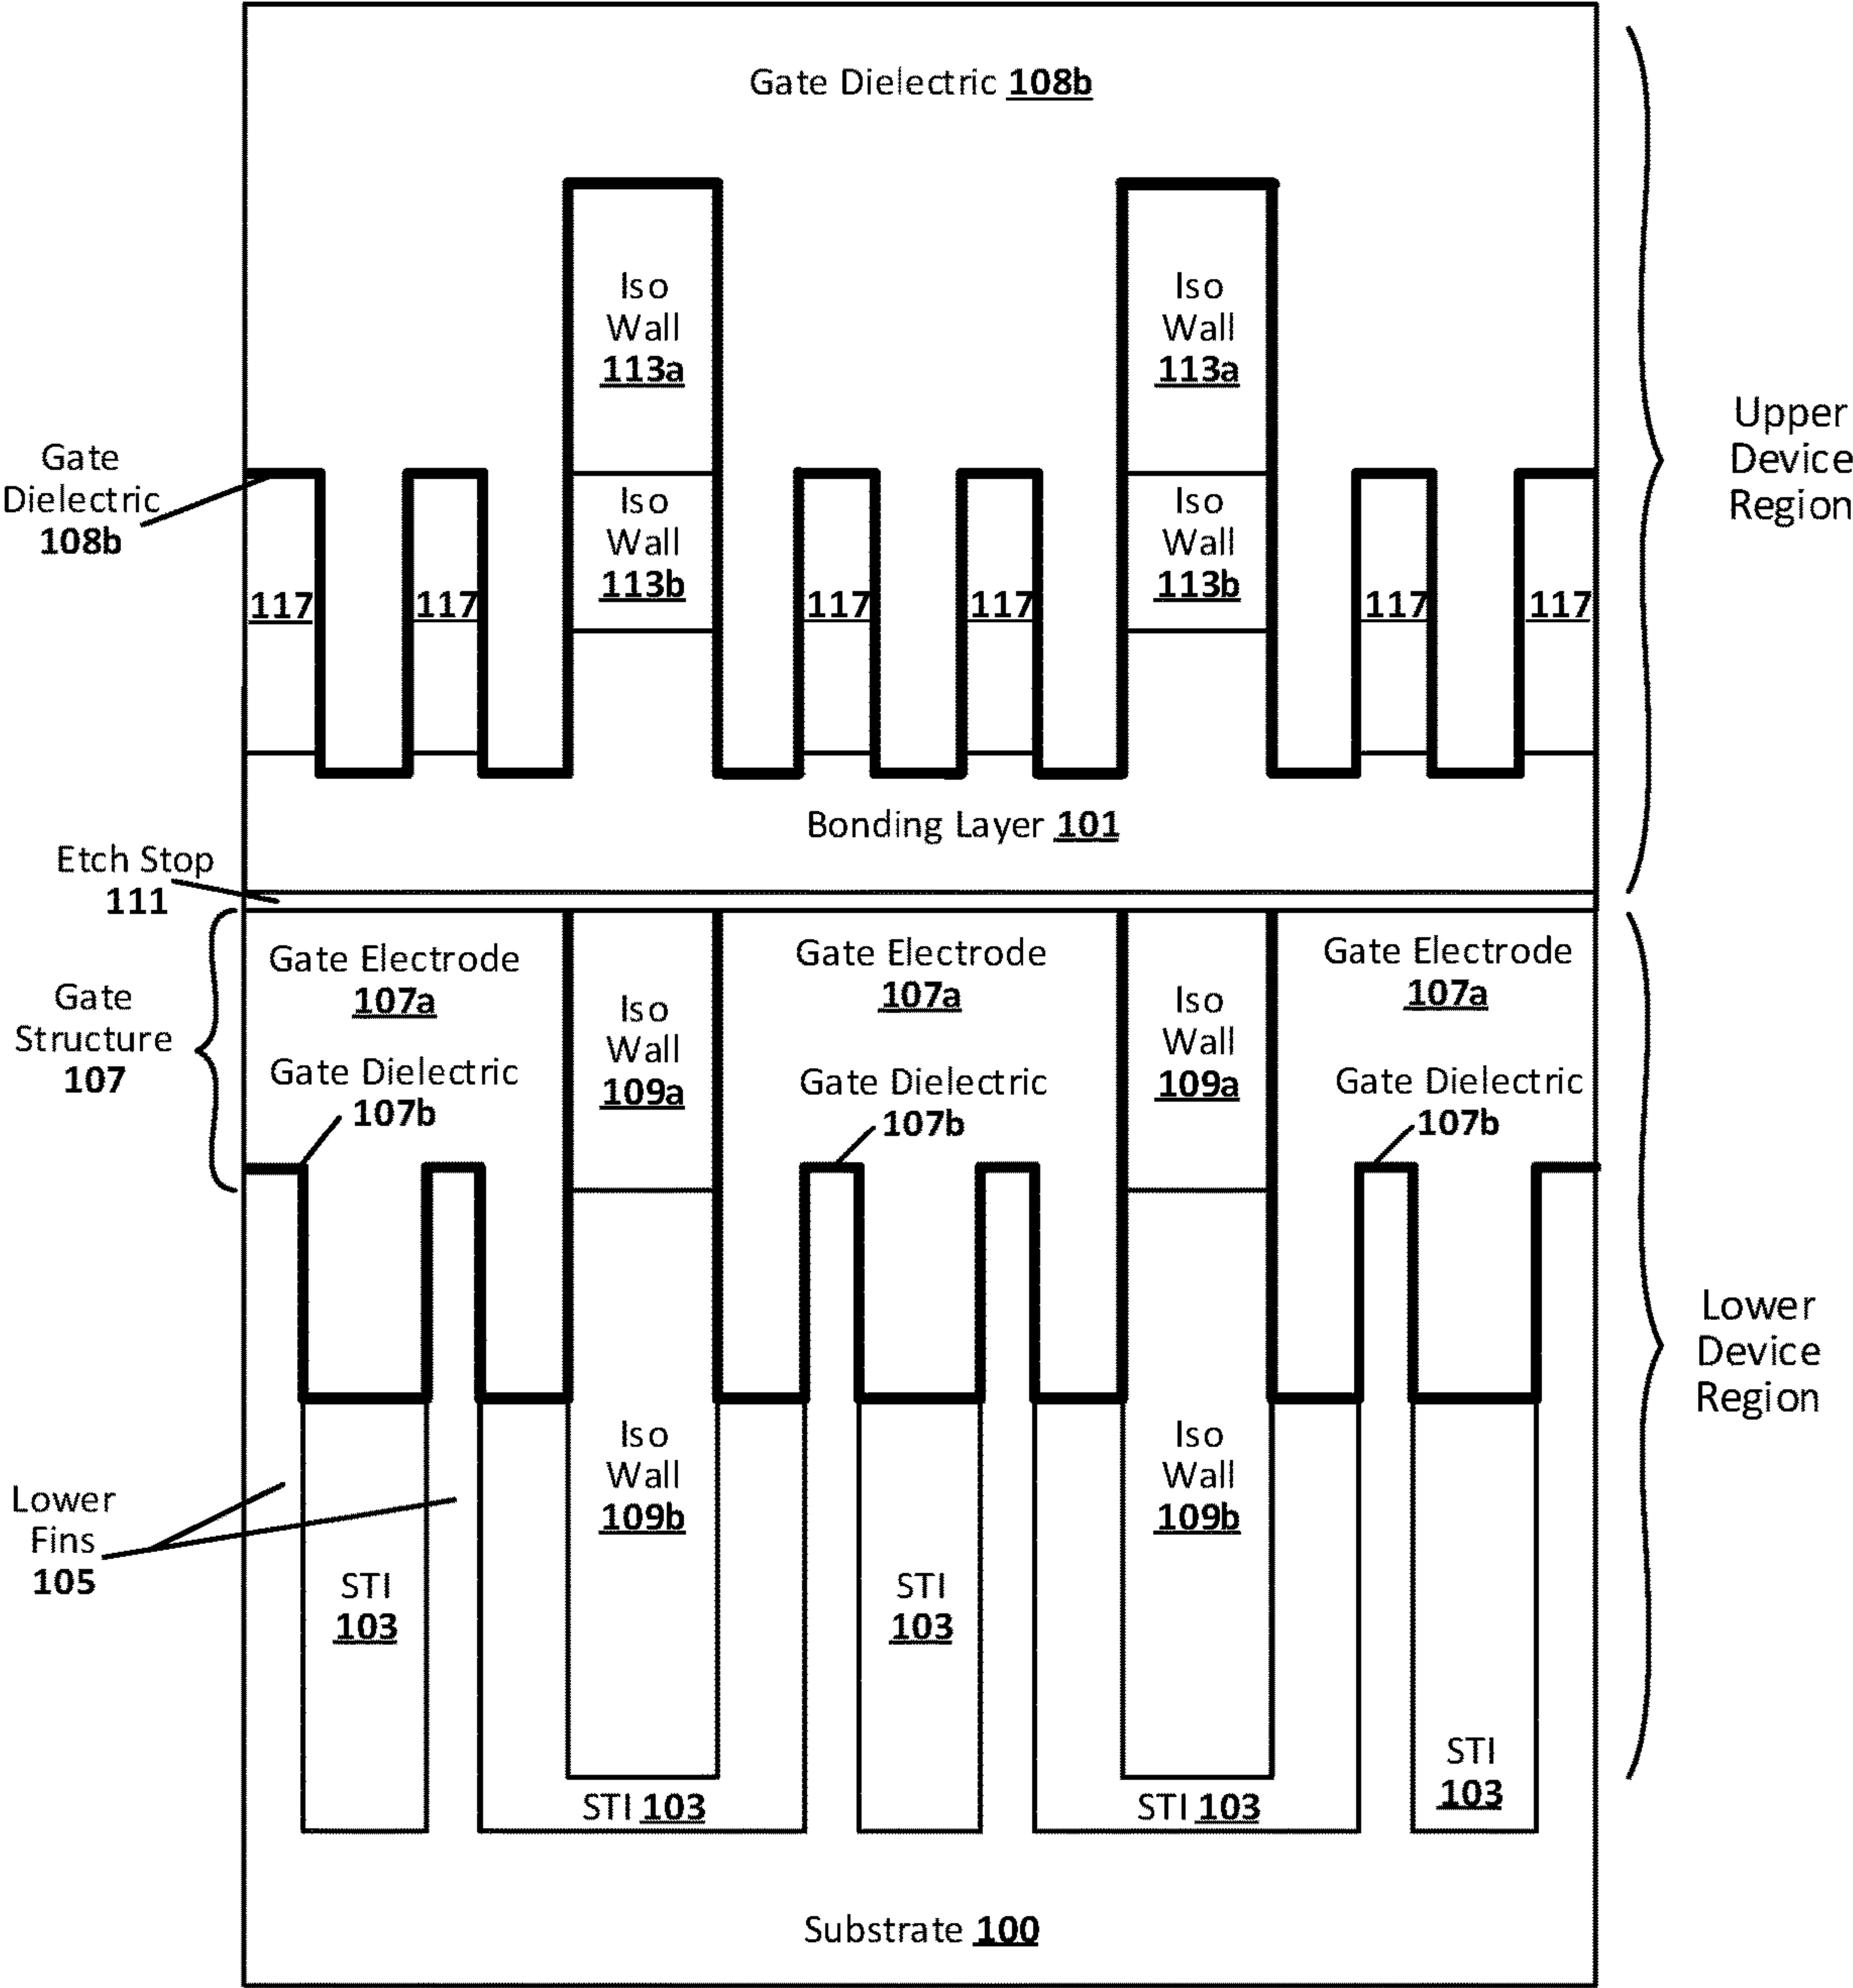 Gate Dielectric 108b
Iso
Wall
113a
Iso
Wall
113a
Upper
Device
Region
Gate
Dielectric
108b
Iso
Wall
113b
Iso
Wall
113b
117
117
117
117
117
117
Bonding Layer 101
Etch Stop
111
Gate Electrode
107a
Gate Electrode
107a
Gate Electrode
107a
Iso
Wall
109a
Iso
Wall
109a
Gate
Structure
107
Gate Dielectric
107b
Gate Dielectric
107b
Gate Dielectric
107b
Lower
Device
Region
Iso
Wall
109b
Iso
Wall
109b
Lower
Fins
105
STI
103
STI
103
STI
103
STI 103
STI 103
Substrate 100